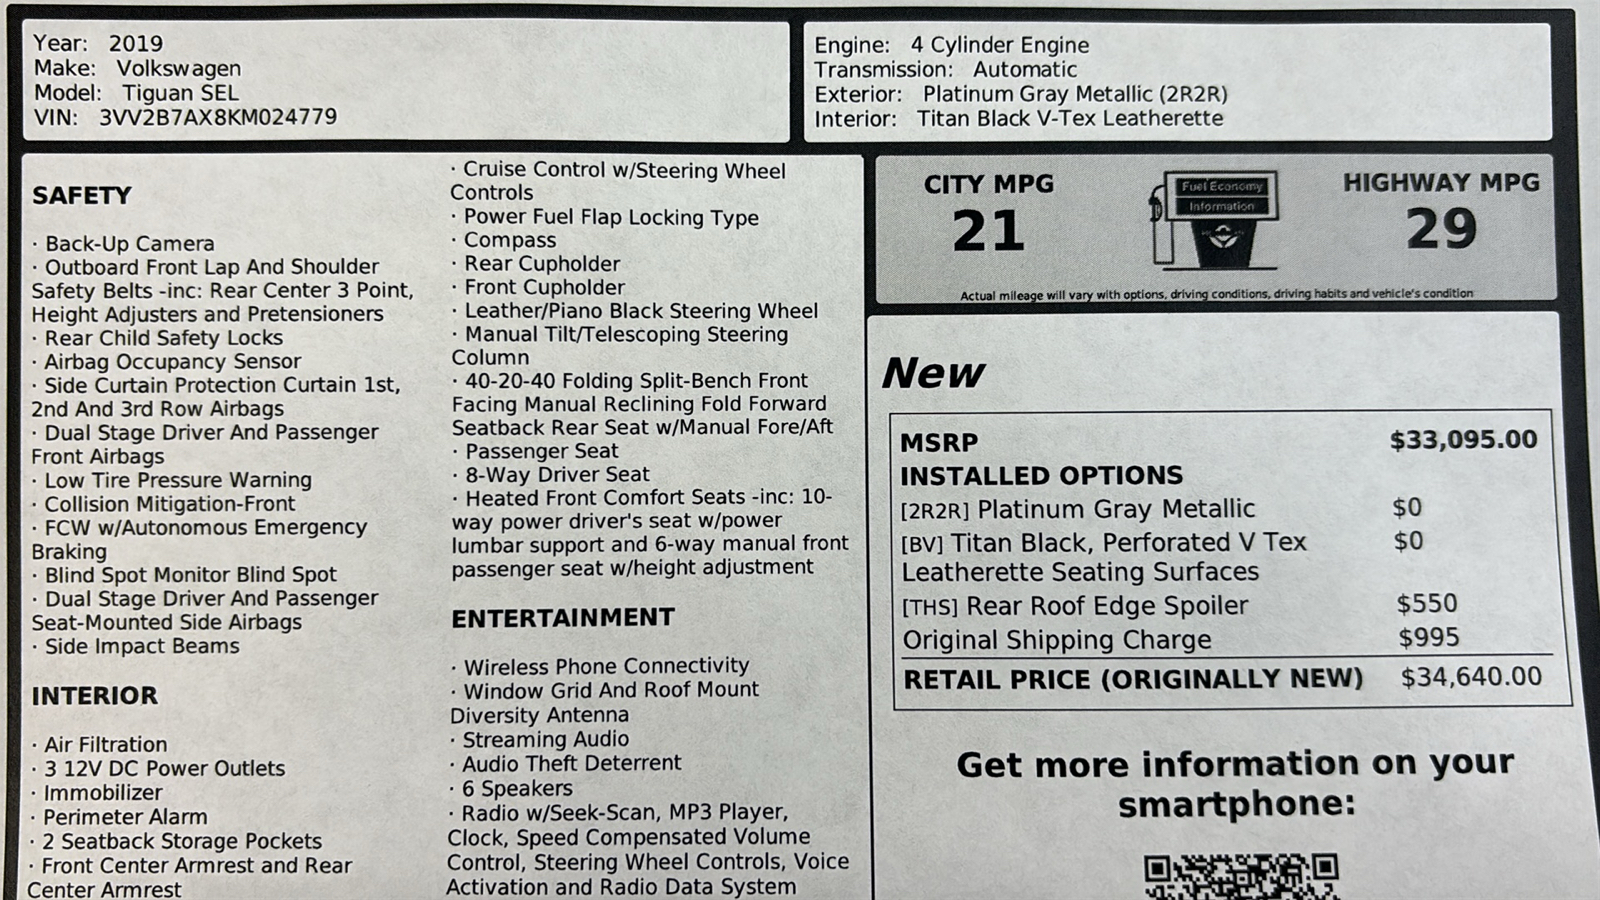 Year: 2019
Make: Volkswagen
Model: Tiguan SEL
VIN: 3VV2B7AX8KM024779
Engine: 4 Cylinder Engine
Transmission: Automatic
Exterior: Platinum Gray Metallic (2R2R)
Interior: Titan Black V-Tex Leatherette
SAFETY
· Back-Up Camera
· Outboard Front Lap And Shoulder
Safety Belts -inc: Rear Center 3 Point,
Height Adjusters and Pretensioners
· Rear Child Safety Locks
· Airbag Occupancy Sensor
· Side Curtain Protection Curtain 1st,
2nd And 3rd Row Airbags
· Dual Stage Driver And Passenger
Front Airbags
· Low Tire Pressure Warning
· Collision Mitigation-Front
· FCW w/Autonomous Emergency
Braking
· Blind Spot Monitor Blind Spot
· Dual Stage Driver And Passenger
Seat-Mounted Side Airbags
· Side Impact Beams
INTERIOR
· Air Filtration
· 3 12V DC Power Outlets
· Immobilizer
· Perimeter Alarm
· 2 Seatback Storage Pockets
· Front Center Armrest and Rear
Center Armrest
· Cruise Control w/Steering Wheel
Controls
· Power Fuel Flap Locking Type
· Compass
· Rear Cupholder
· Front Cupholder
· Leather/Piano Black Steering Wheel
· Manual Tilt/Telescoping Steering
Column
· 40-20-40 Folding Split-Bench Front
Facing Manual Reclining Fold Forward
Seatback Rear Seat w/Manual Fore/Aft
· Passenger Seat
· 8-Way Driver Seat
· Heated Front Comfort Seats -inc: 10-
way power driver's seat w/power
lumbar support and 6-way manual front
passenger seat w/height adjustment
ENTERTAINMENT
· Wireless Phone Connectivity
· Window Grid And Roof Mount
Diversity Antenna
· Streaming Audio
· Audio Theft Deterrent
· 6 Speakers
· Radio w/Seek-Scan, MP3 Player,
Clock, Speed Compensated Volume
Control, Steering Wheel Controls, Voice
Activation and Radio Data System
CITY MPG
21
Fuel Economy
Information
HIGHWAY MPG
29
Actual mileage will vary with options, driving conditions, driving habits and vehicle's condition
New
MSRP $33,095.00
INSTALLED OPTIONS
[2R2R] Platinum Gray Metallic $0
[BV] Titan Black, Perforated V Tex $0
Leatherette Seating Surfaces
[THS] Rear Roof Edge Spoiler $550
Original Shipping Charge $995
RETAIL PRICE (ORIGINALLY NEW) $34,640.00
Get more information on your
smartphone: